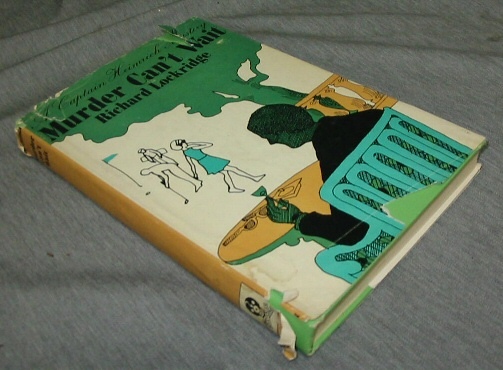 A Captain Heimrich Mystery
Murder Can't Wait
Richard Lockridge